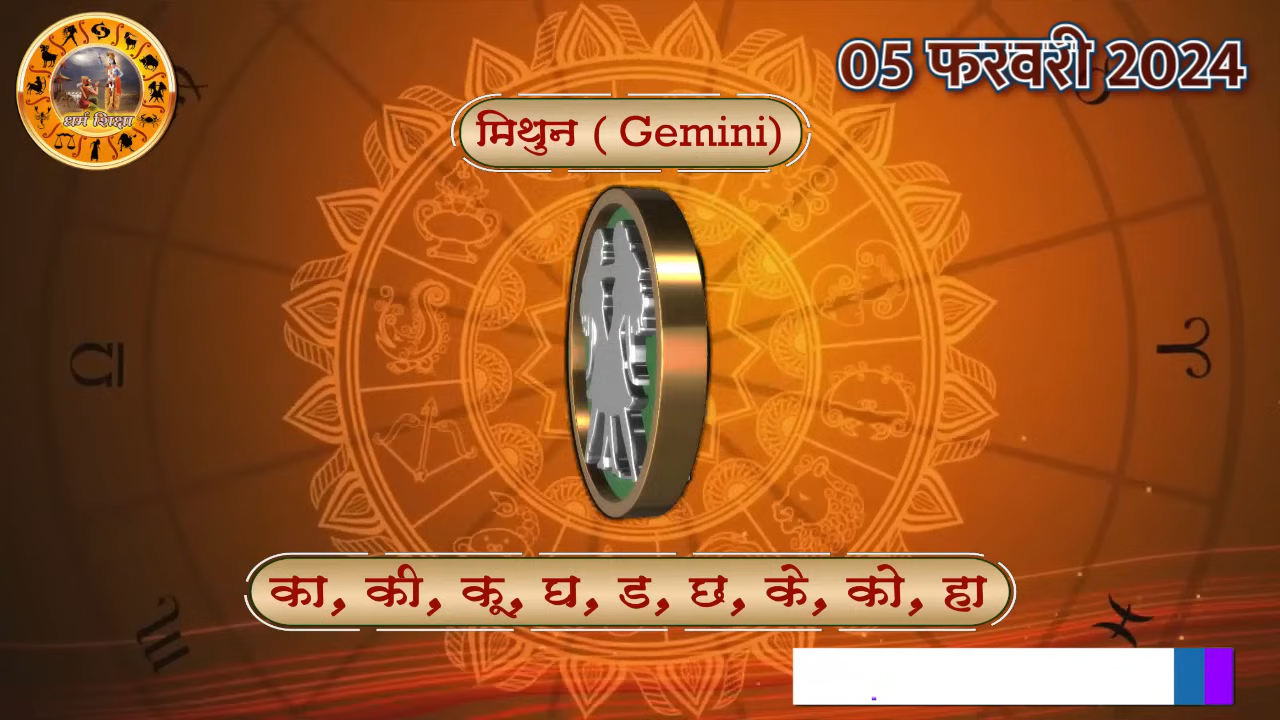 धर्म शिक्षा
05 फरवरी 2024
मिथुन ( Gemini)
का, की, कू, घ, ड, छ, के, को, हा